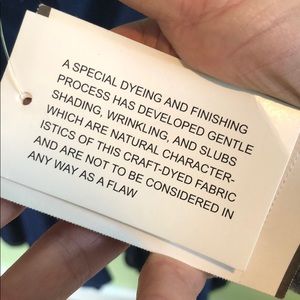 A SPECIAL DYEING AND FINISHING
PROCESS HAS DEVELOPED GENTLE
SHADING, WRINKLING, AND SLUBS
WHICH ARE NATURAL CHARACTER-
ISTICS OF THIS CRAFT-DYED FABRIC
AND ARE NOT TO BE CONSIDERED IN
ANY WAY AS A FLAW